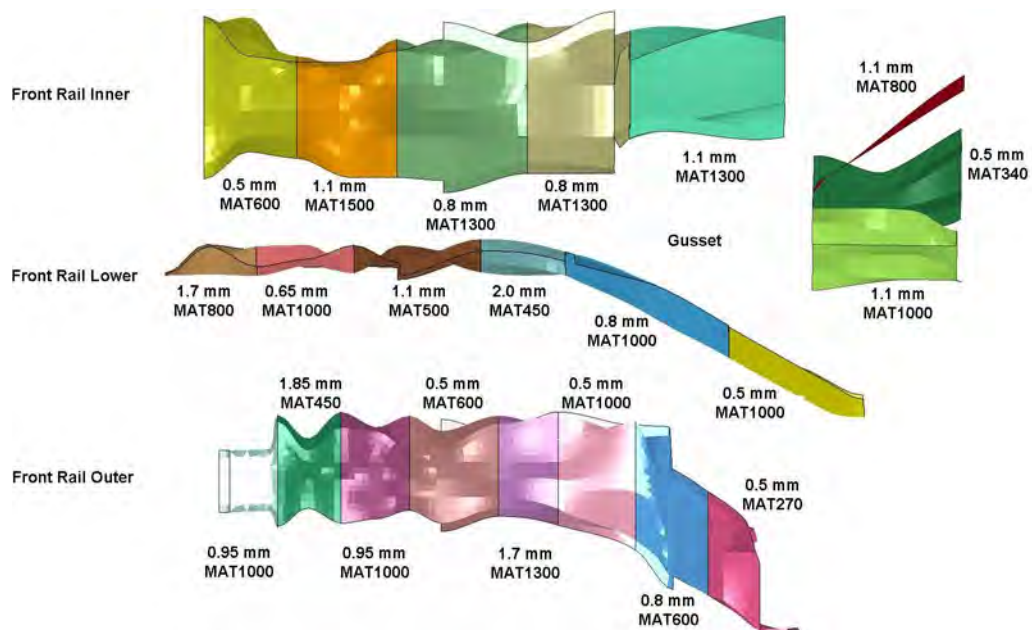 Front Rail Inner
0.5 mm
MAT600
1.1 mm
MAT1500
0.8 mm
MAT1300
0.8 mm
MAT1300
1.1 mm
MAT1300
1.1 mm
MAT800
0.5 mm
MAT340
Gusset
1.1 mm
MAT1000
Front Rail Lower
1.7 mm
MAT800
0.65 mm
MAT1000
1.1 mm
MAT500
2.0 mm
MAT450
0.8 mm
MAT1000
0.5 mm
MAT1000
Front Rail Outer
1.85 mm
MAT450
0.5 mm
MAT600
0.5 mm
MAT1000
0.5 mm
MAT270
0.95 mm
MAT1000
0.95 mm
MAT1000
1.7 mm
MAT1300
0.8 mm
MAT600